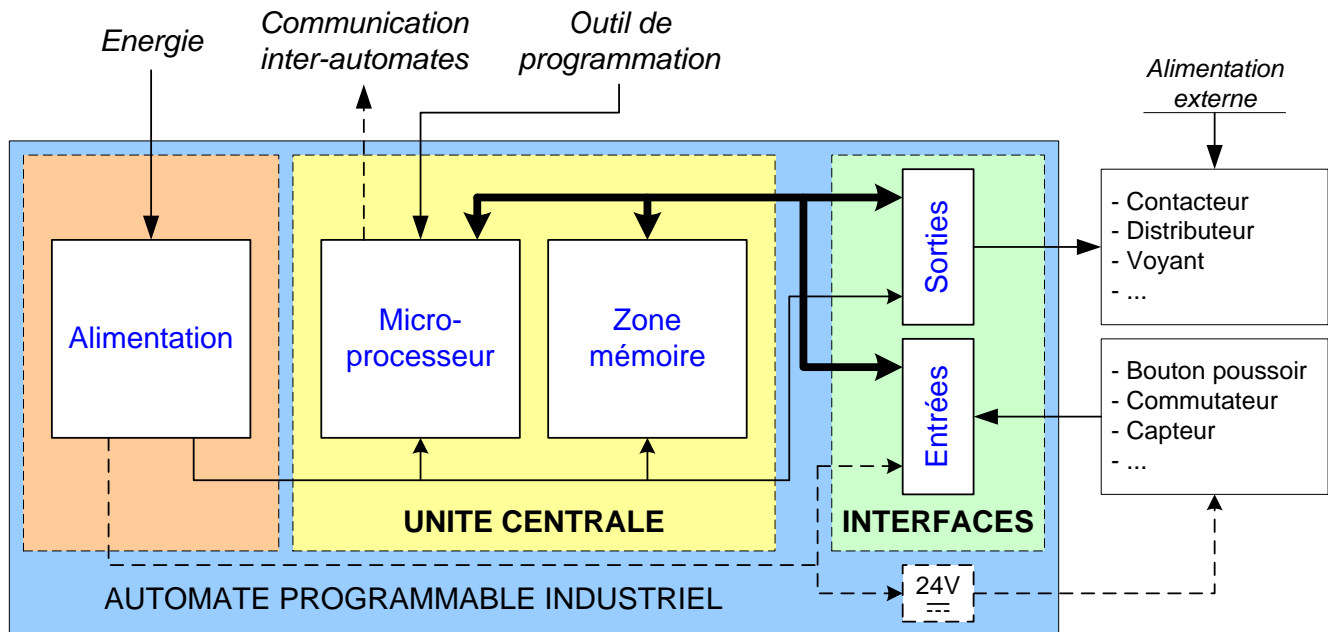 Energie
Communication
inter-automates
Outil de
programmation
Alimentation
externe
Alimentation
Micro-
processeur
Zone
mémoire
Sorties
Entrées
- Contacteur
- Distributeur
- Voyant
- ...
- Bouton poussoir
- Commutateur
- Capteur
- ...
UNITE CENTRALE
INTERFACES
AUTOMATE PROGRAMMABLE INDUSTRIEL
24V